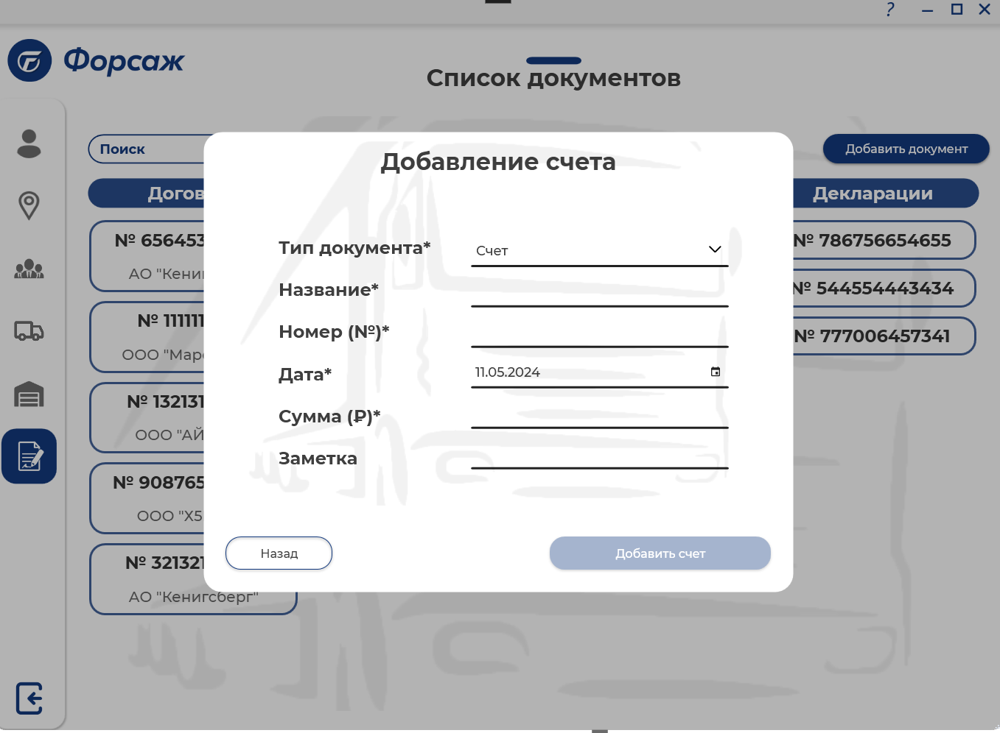 ?
Форсаж
Список документов
Поиск
Добавить документ
Догов
Декларации
№ 656453
АО "Кени
№ 111111
ООО "Маро
№ 132131
ООО "АЙ
№ 908765
ООО "Х5
№ 321321
АО "Кенигсберг"
№ 786756654655
№ 544554443434
№ 777006457341
Добавление счета
Тип документа*
Счет
Название*
Номер (№)*
Дата*
11.05.2024
Сумма (₽)*
Заметка
Назад
Добавить счет